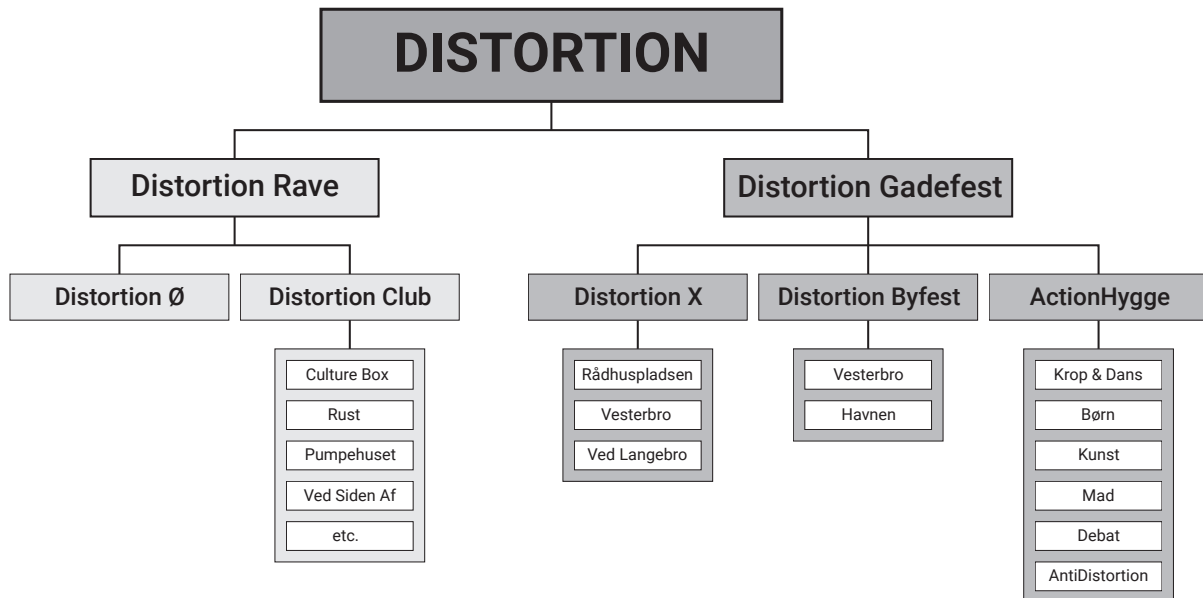 DISTORTION
Distortion Rave
Distortion Gadefest
Distortion Ø
Distortion Club
Distortion X
Distortion Byfest
ActionHygge
Culture Box
Rust
Pumpehuset
Ved Siden Af
etc.
Rådhuspladsen
Vesterbro
Ved Langebro
Vesterbro
Havnen
Krop & Dans
Børn
Kunst
Mad
Debat
AntiDistortion